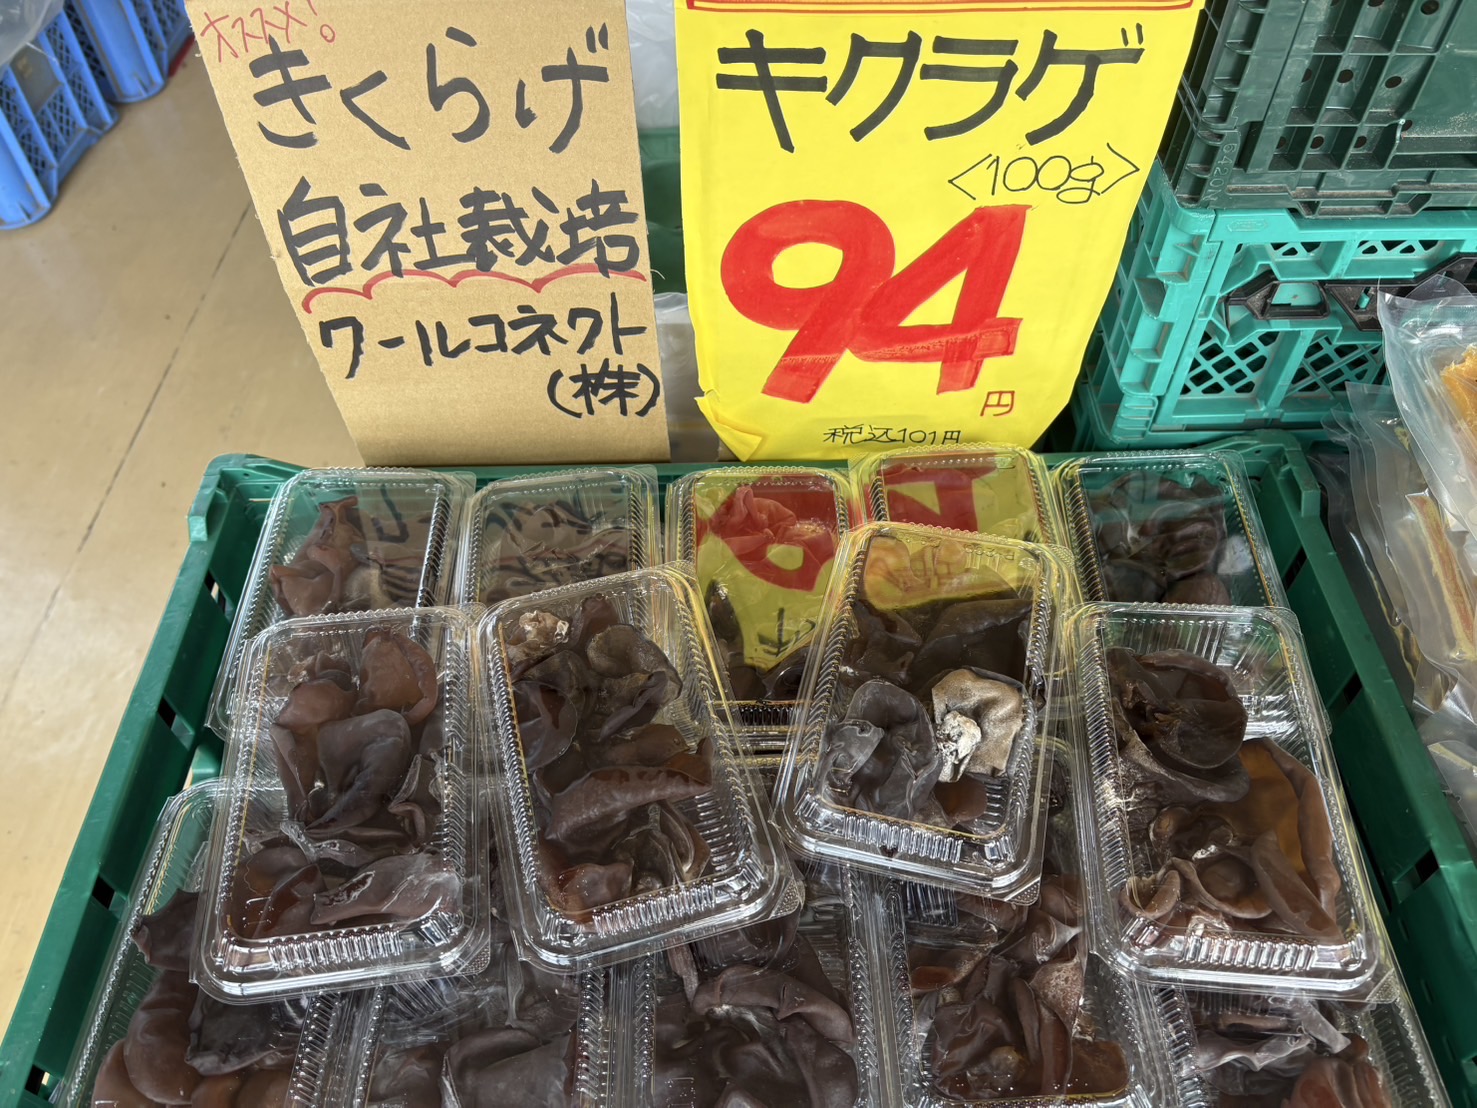 オススメ!
きくらげ
自社栽培
ワールコネクト
(株)
キクラゲ
<100g>
94
円
税込101円